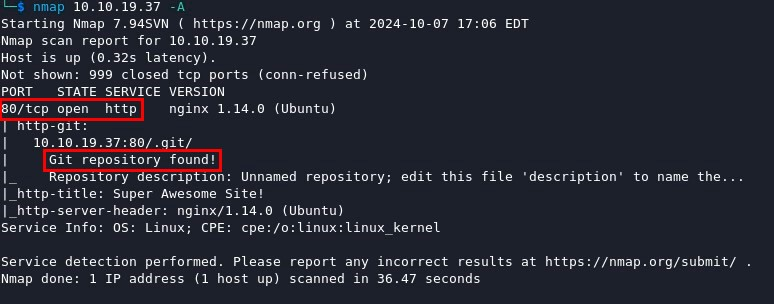 └─$ nmap 10.10.19.37 -A
Starting Nmap 7.94SVN ( https://nmap.org ) at 2024-10-07 17:06 EDT
Nmap scan report for 10.10.19.37
Host is up (0.32s latency).
Not shown: 999 closed tcp ports (conn-refused)
PORT   STATE SERVICE VERSION
80/tcp open  http    nginx 1.14.0 (Ubuntu)
| http-git:
|   10.10.19.37:80/.git/
|     Git repository found!
|_    Repository description: Unnamed repository; edit this file 'description' to name the...
|_http-title: Super Awesome Site!
|_http-server-header: nginx/1.14.0 (Ubuntu)
Service Info: OS: Linux; CPE: cpe:/o:linux:linux_kernel

Service detection performed. Please report any incorrect results at https://nmap.org/submit/ .
Nmap done: 1 IP address (1 host up) scanned in 36.47 seconds